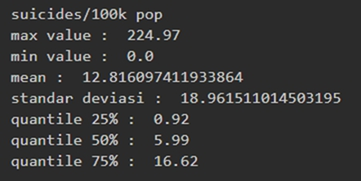 suicides/100k pop
max value :  224.97
min value :  0.0
mean :  12.816097411933864
standar deviasi :  18.961511014503195
quantile 25% :  0.92
quantile 50% :  5.99
quantile 75% :  16.62